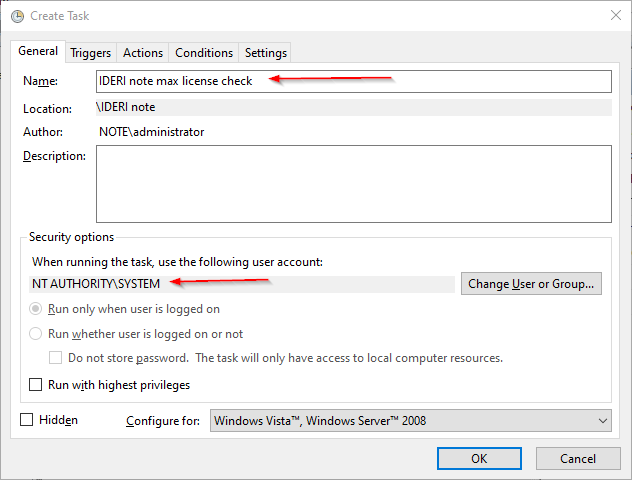 Create Task
General Triggers Actions Conditions Settings
Name: IDERI note max license check
Location: \IDERI note
Author: NOTE\administrator
Description:
Security options
When running the task, use the following user account:
NT AUTHORITY\SYSTEM Change User or Group...
Run only when user is logged on
Run whether user is logged on or not
Do not store password. The task will only have access to local computer resources.
Run with highest privileges
Hidden Configure for: Windows Vista™, Windows Server™ 2008
OK Cancel